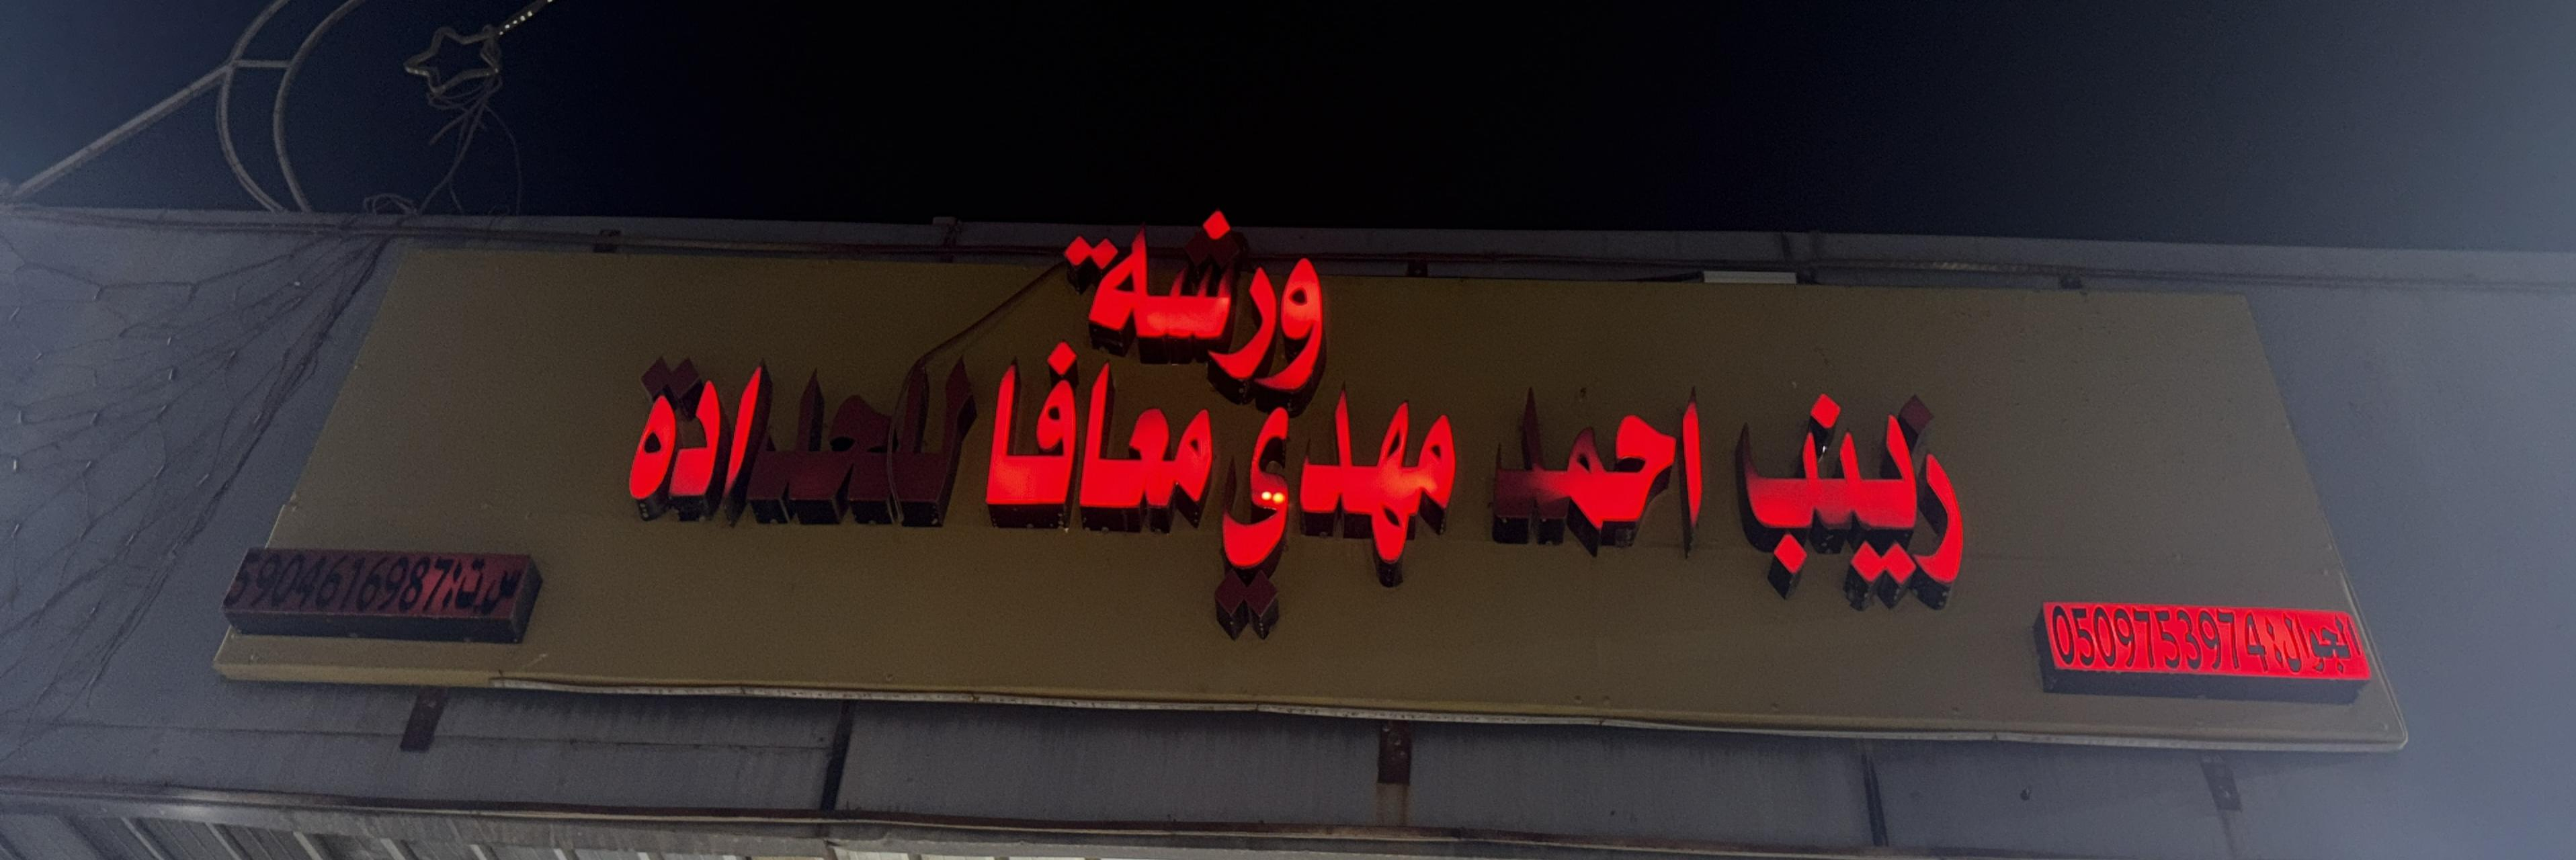 ورشة
زينب احمد مهدي معافا للحدادة
الجوال:0509753974
س.ت:5904616987